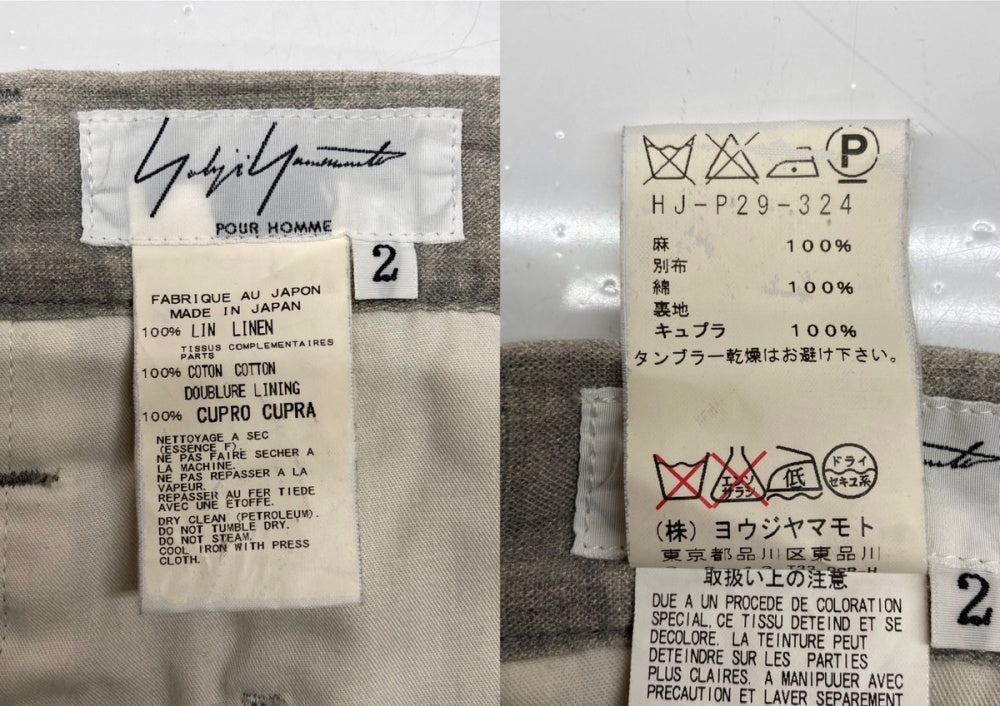 Yohji Yamamoto
POUR HOMME
2
FABRIQUE AU JAPON
MADE IN JAPAN
100% LIN LINEN
TISSUS COMPLEMENTAIRES
PARTS
100% COTON COTTON
DOUBLURE LINING
100% CUPRO CUPRA
NETTOYAGE A SEC
(ESSENCE F).
NE PAS FAIRE SECHER A
LA MACHINE.
NE PAS REPASSER A LA
VAPEUR.
REPASSER AU FER TIEDE
AVEC UNE ETOFFE.
DRY CLEAN (PETROLEUM).
DO NOT TUMBLE DRY.
DO NOT STEAM.
COOL IRON WITH PRESS
CLOTH.
P
HJ-P29-324
麻 100%
別布
綿 100%
裏地
キュプラ 100%
タンブラー乾燥はお避け下さい。
エンソ サラシ 低 ドライ セキユ系
(株) ヨウジヤマモト
東京都品川区東品川
取扱い上の注意
DUE A UN PROCEDE DE COLORATION
SPECIAL, CE TISSU DETEIND ET SE
DECOLORE. LA TEINTURE PEUT
DETEINDRE SUR LES PARTIES
PLUS CLAIRES. A MANIPUUER AVEC
PRECAUTION ET LAVER SEPAREMENT
2